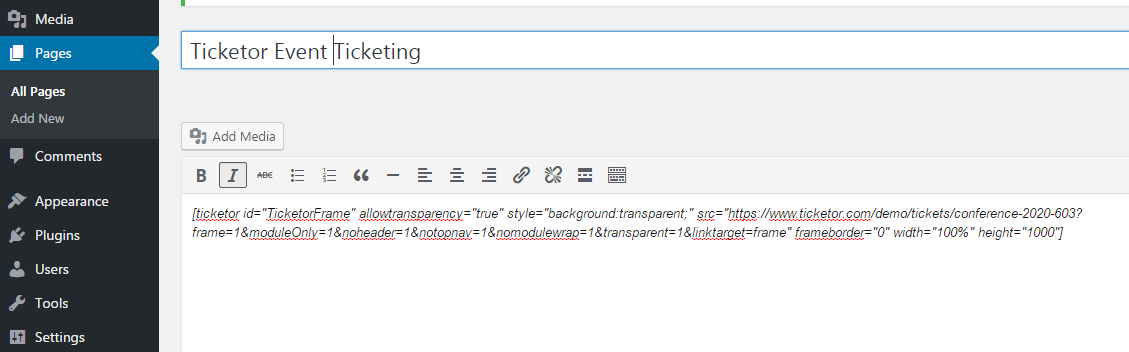 Media
Pages
All Pages
Add New
Comments
Appearance
Plugins
Users
Tools
Settings
Ticketor Event Ticketing
Add Media
B I ABC
[ticketor id="TicketorFrame" allowtransparency="true" style="background:transparent;" src="https://www.ticketor.com/demo/tickets/conference-2020-603?
frame=1&moduleOnly=1&noheader=1&notopnav=1&nomodulewrap=1&transparent=1&linktarget=frame" frameborder="0" width="100%" height="1000"]